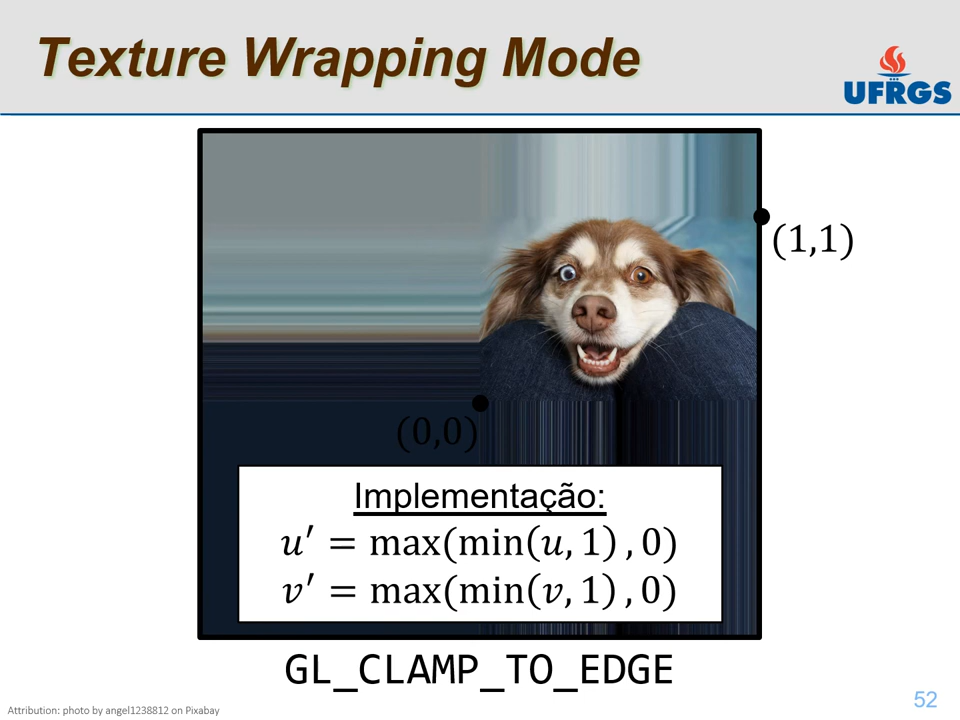 Texture Wrapping Mode
UFRGS
(1,1)
(0,0)
Implementação:
u′ = max(min(u, 1) , 0)
v′ = max(min(v, 1) , 0)
GL_CLAMP_TO_EDGE
Attribution: photo by angel1238812 on Pixabay
52